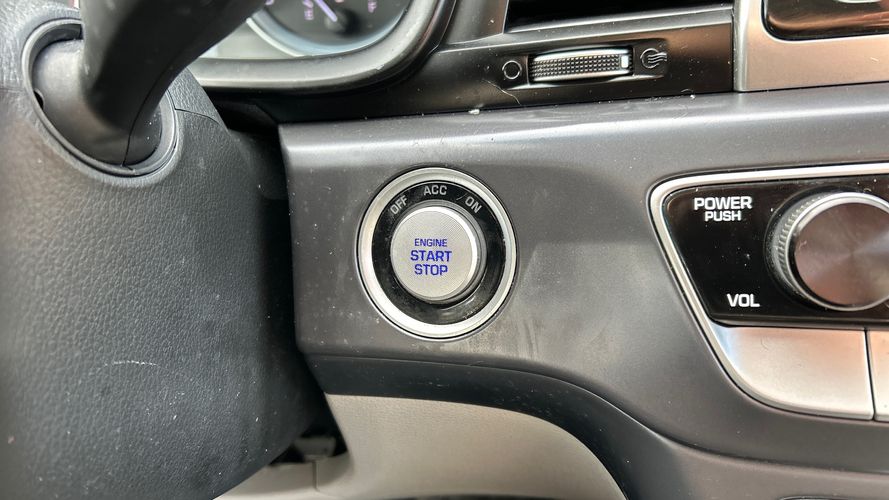 OFF ACC ON
ENGINE
START
STOP
POWER
PUSH
VOL